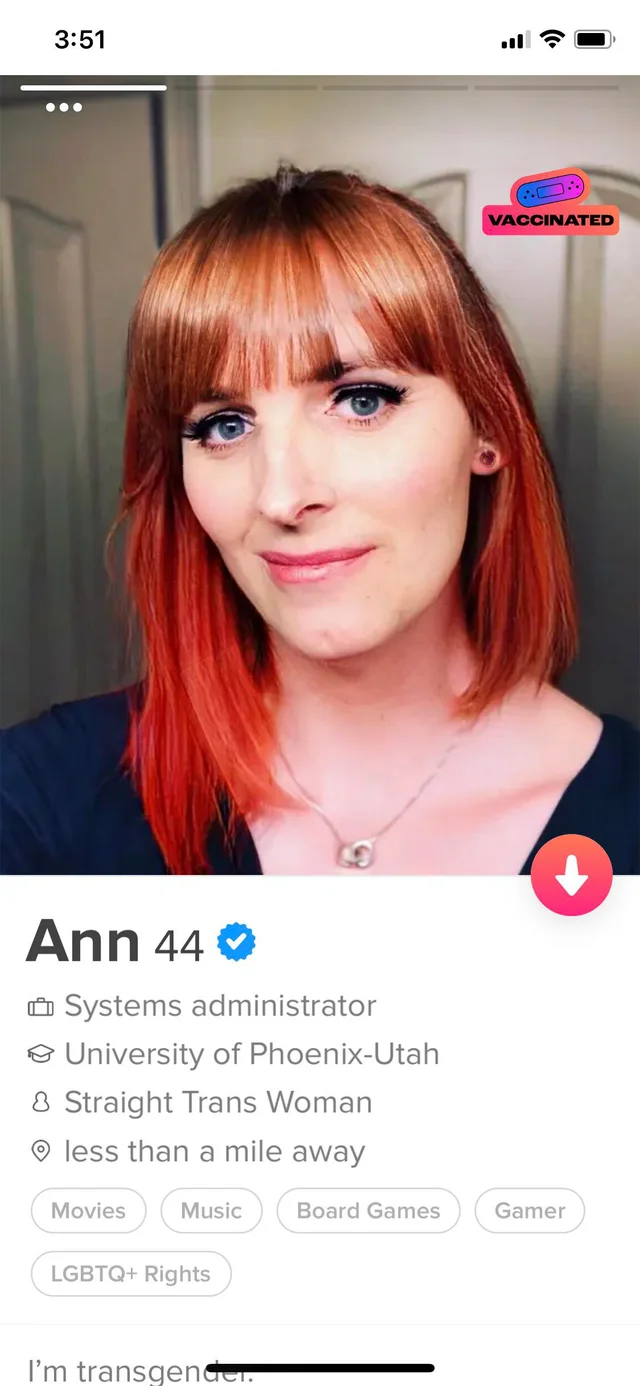 3:51
VACCINATED
Ann 44
Systems administrator
University of Phoenix-Utah
Straight Trans Woman
less than a mile away
Movies Music Board Games Gamer
LGBTQ+ Rights
I'm transgender.